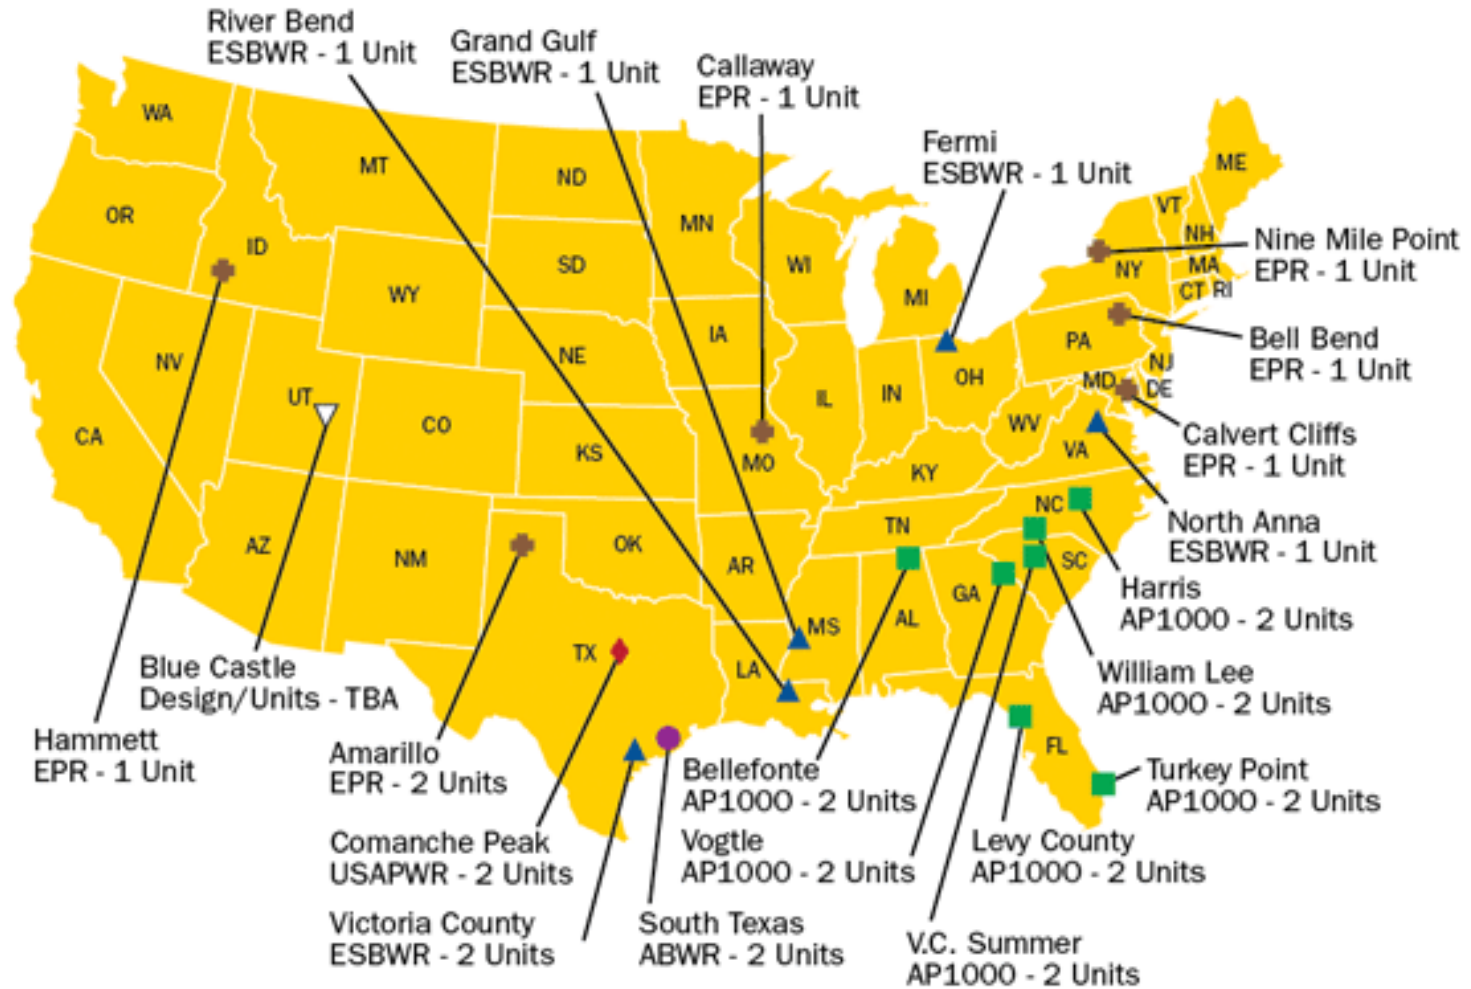 River Bend
ESBWR - 1 Unit
Grand Gulf
ESBWR - 1 Unit
Callaway
EPR - 1 Unit
Fermi
ESBWR - 1 Unit
Nine Mile Point
EPR - 1 Unit
Bell Bend
EPR - 1 Unit
Calvert Cliffs
EPR - 1 Unit
North Anna
ESBWR - 1 Unit
Harris
AP1000 - 2 Units
William Lee
AP1000 - 2 Units
Turkey Point
AP1000 - 2 Units
Levy County
AP1000 - 2 Units
V.C. Summer
AP1000 - 2 Units
Bellefonte
AP1000 - 2 Units
Vogtle
AP1000 - 2 Units
South Texas
ABWR - 2 Units
Victoria County
ESBWR - 2 Units
Comanche Peak
USAPWR - 2 Units
Amarillo
EPR - 2 Units
Blue Castle
Design/Units - TBA
Hammett
EPR - 1 Unit
WA
MT
ND
MN
ME
VT
NH
OR
ID
SD
WI
MI
NY
MA
CT
RI
WY
IA
NV
NE
PA
NJ
UT
IL
IN
OH
MD
DE
CA
CO
KS
MO
KY
WV
VA
AZ
NM
OK
AR
TN
NC
SC
TX
LA
MS
AL
GA
FL